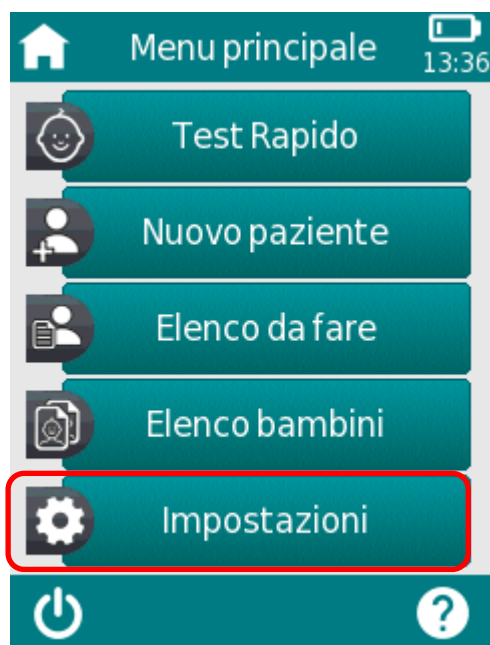 Menu principale
13:36
Test Rapido
Nuovo paziente
Elenco da fare
Elenco bambini
Impostazioni
?